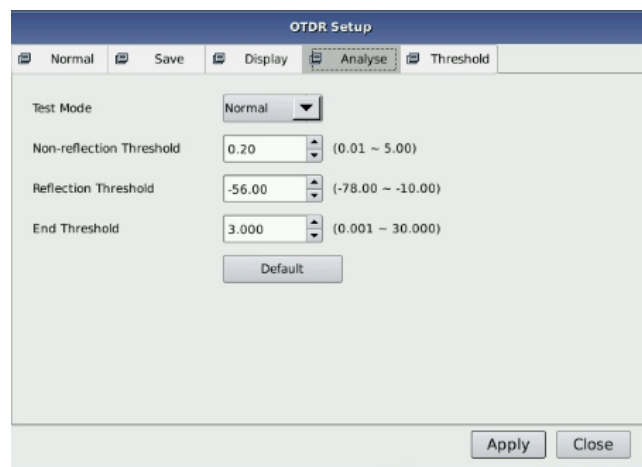 OTDR Setup
Normal Save Display Analyse Threshold
Test Mode Normal
Non-reflection Threshold 0.20 (0.01 ~ 5.00)
Reflection Threshold -56.00 (-78.00 ~ -10.00)
End Threshold 3.000 (0.001 ~ 30.000)
Default
Apply Close